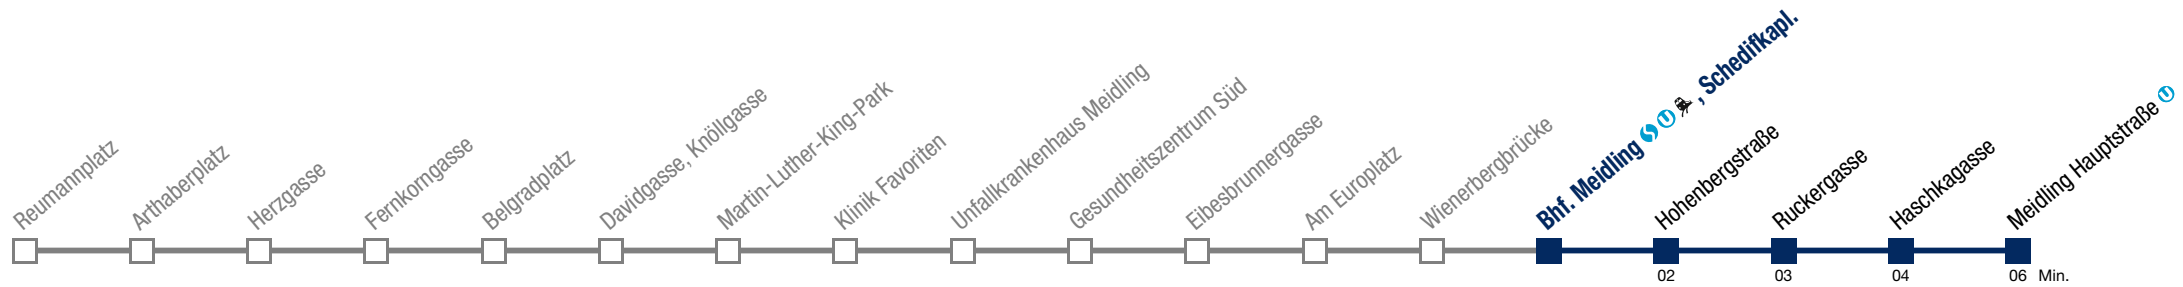 Reumannplatz
Arthaberplatz
Herzgasse
Fernkorngasse
Belgradplatz
Davidgasse, Knöllgasse
Martin-Luther-King-Park
Klinik Favoriten
Unfallkrankenhaus Meidling
Gesundheitszentrum Süd
Eibesbrunnergasse
Am Europlatz
Wienerbergbrücke
Bhf. Meidling S U , Schedifkapl.
Hohenbergstraße
Ruckergasse
Haschkagasse
Meidling Hauptstraße U
02 03 04 06 Min.